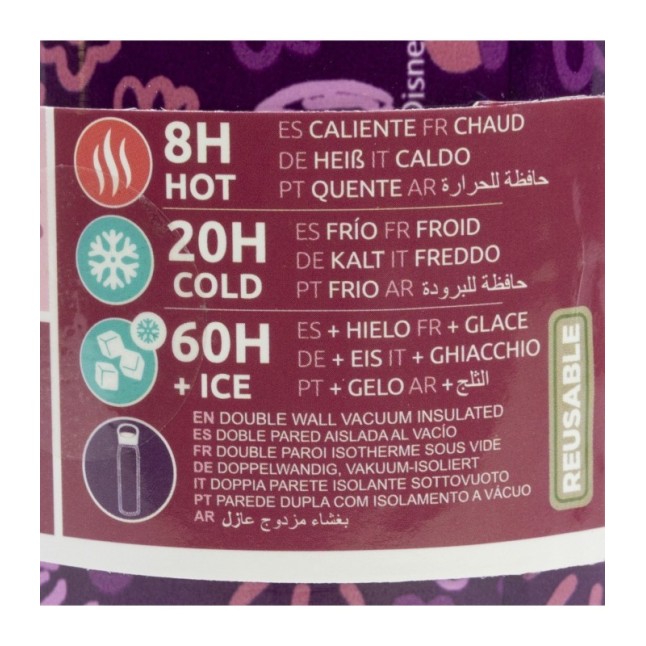 Disne
8H
HOT
ES CALIENTE FR CHAUD
DE HEIß IT CALDO
PT QUENTE AR حافظة للحرارة
20H
COLD
ES FRÍO FR FROID
DE KALT IT FREDDO
PT FRIO AR حافظة للبرودة
60H
+ ICE
ES + HIELO FR + GLACE
DE + EIS IT + GHIACCHIO
PT + GELO AR + الثلج
REUSABLE
EN DOUBLE WALL VACUUM INSULATED
ES DOBLE PARED AISLADA AL VACÍO
FR DOUBLE PAROI ISOTHERME SOUS VIDE
DE DOPPELWANDIG, VAKUUM-ISOLIERT
IT DOPPIA PARETE ISOLANTE SOTTOVUOTO
PT PAREDE DUPLA COM ISOLAMENTO A VÁCUO
AR بغشاء مزدوج عازل